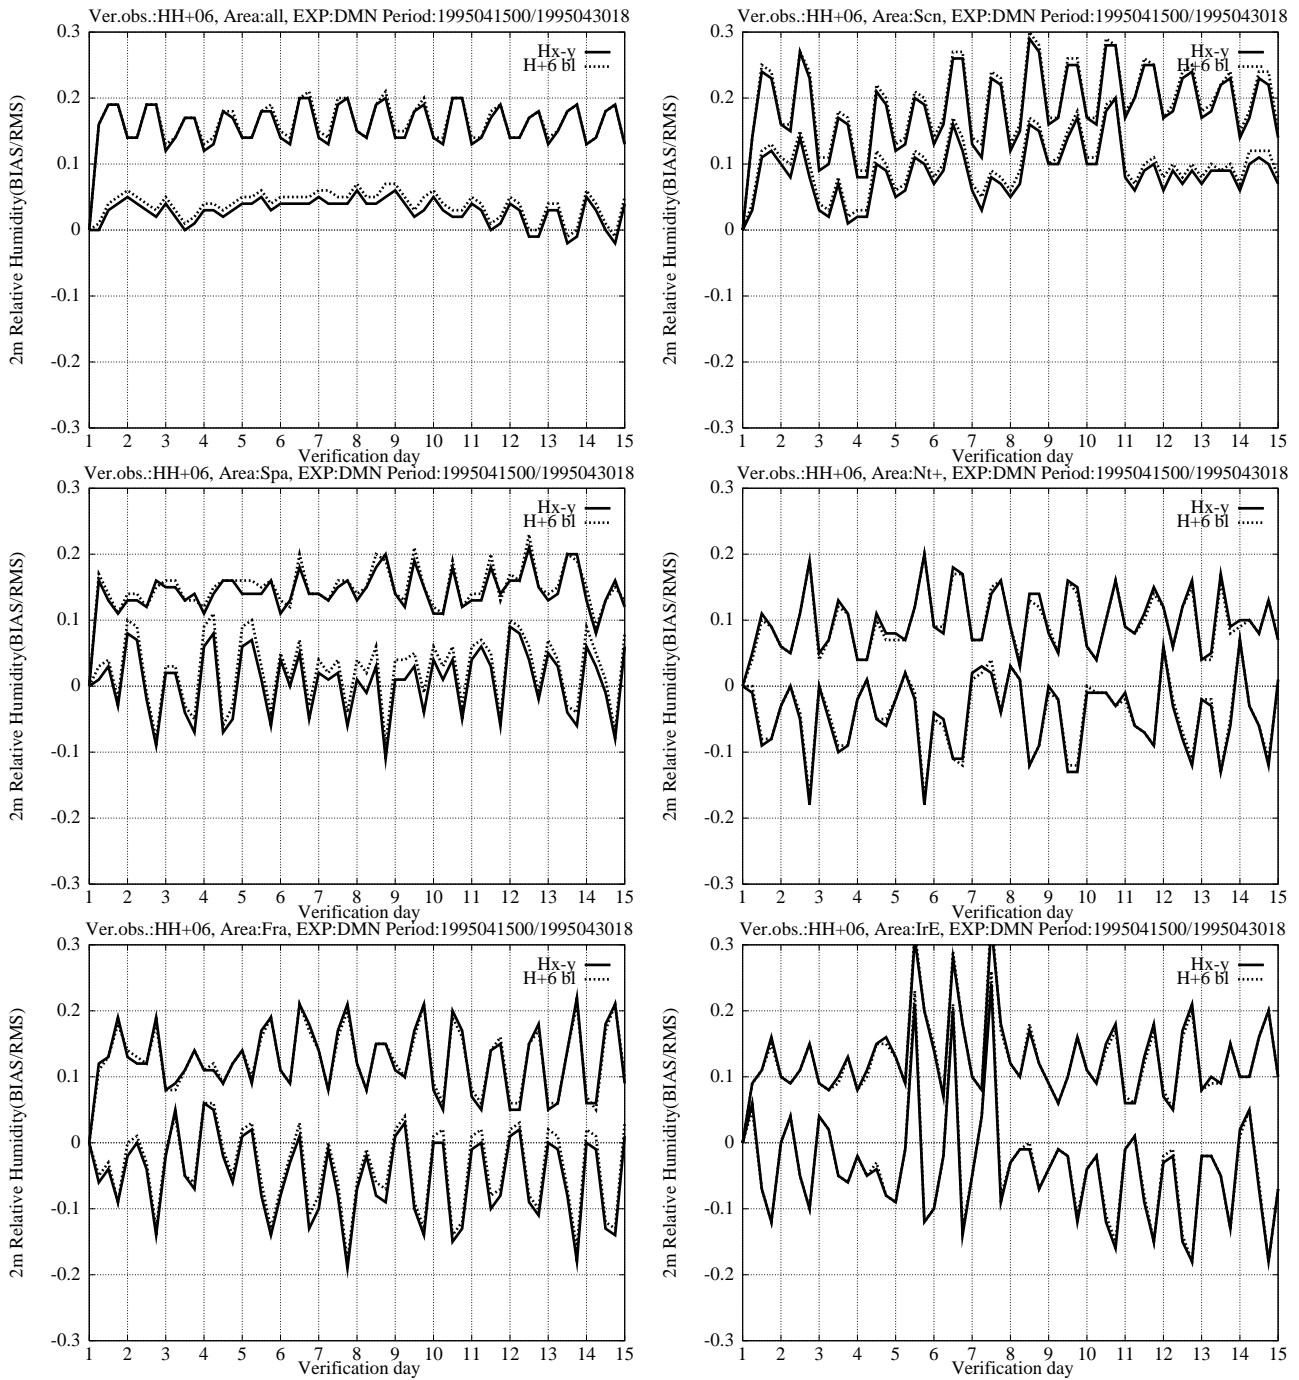 Ver.obs.:HH+06, Area:all, EXP:DMN Period:1995041500/1995043018
2m Relative Humidity(BIAS/RMS)
0.3
0.2
0.1
0
-0.1
-0.2
-0.3
Hx-y
H+6 bl
1 2 3 4 5 6 7 8 9 10 11 12 13 14 15
Verification day
Ver.obs.:HH+06, Area:Scn, EXP:DMN Period:1995041500/1995043018
2m Relative Humidity(BIAS/RMS)
0.3
0.2
0.1
0
-0.1
-0.2
-0.3
Hx-y
H+6 bl
1 2 3 4 5 6 7 8 9 10 11 12 13 14 15
Verification day
Ver.obs.:HH+06, Area:Spa, EXP:DMN Period:1995041500/1995043018
2m Relative Humidity(BIAS/RMS)
0.3
0.2
0.1
0
-0.1
-0.2
-0.3
Hx-y
H+6 bl
1 2 3 4 5 6 7 8 9 10 11 12 13 14 15
Verification day
Ver.obs.:HH+06, Area:Nt+, EXP:DMN Period:1995041500/1995043018
2m Relative Humidity(BIAS/RMS)
0.3
0.2
0.1
0
-0.1
-0.2
-0.3
Hx-y
H+6 bl
1 2 3 4 5 6 7 8 9 10 11 12 13 14 15
Verification day
Ver.obs.:HH+06, Area:Fra, EXP:DMN Period:1995041500/1995043018
2m Relative Humidity(BIAS/RMS)
0.3
0.2
0.1
0
-0.1
-0.2
-0.3
Hx-y
H+6 bl
1 2 3 4 5 6 7 8 9 10 11 12 13 14 15
Verification day
Ver.obs.:HH+06, Area:IrE, EXP:DMN Period:1995041500/1995043018
2m Relative Humidity(BIAS/RMS)
0.3
0.2
0.1
0
-0.1
-0.2
-0.3
Hx-y
H+6 bl
1 2 3 4 5 6 7 8 9 10 11 12 13 14 15
Verification day